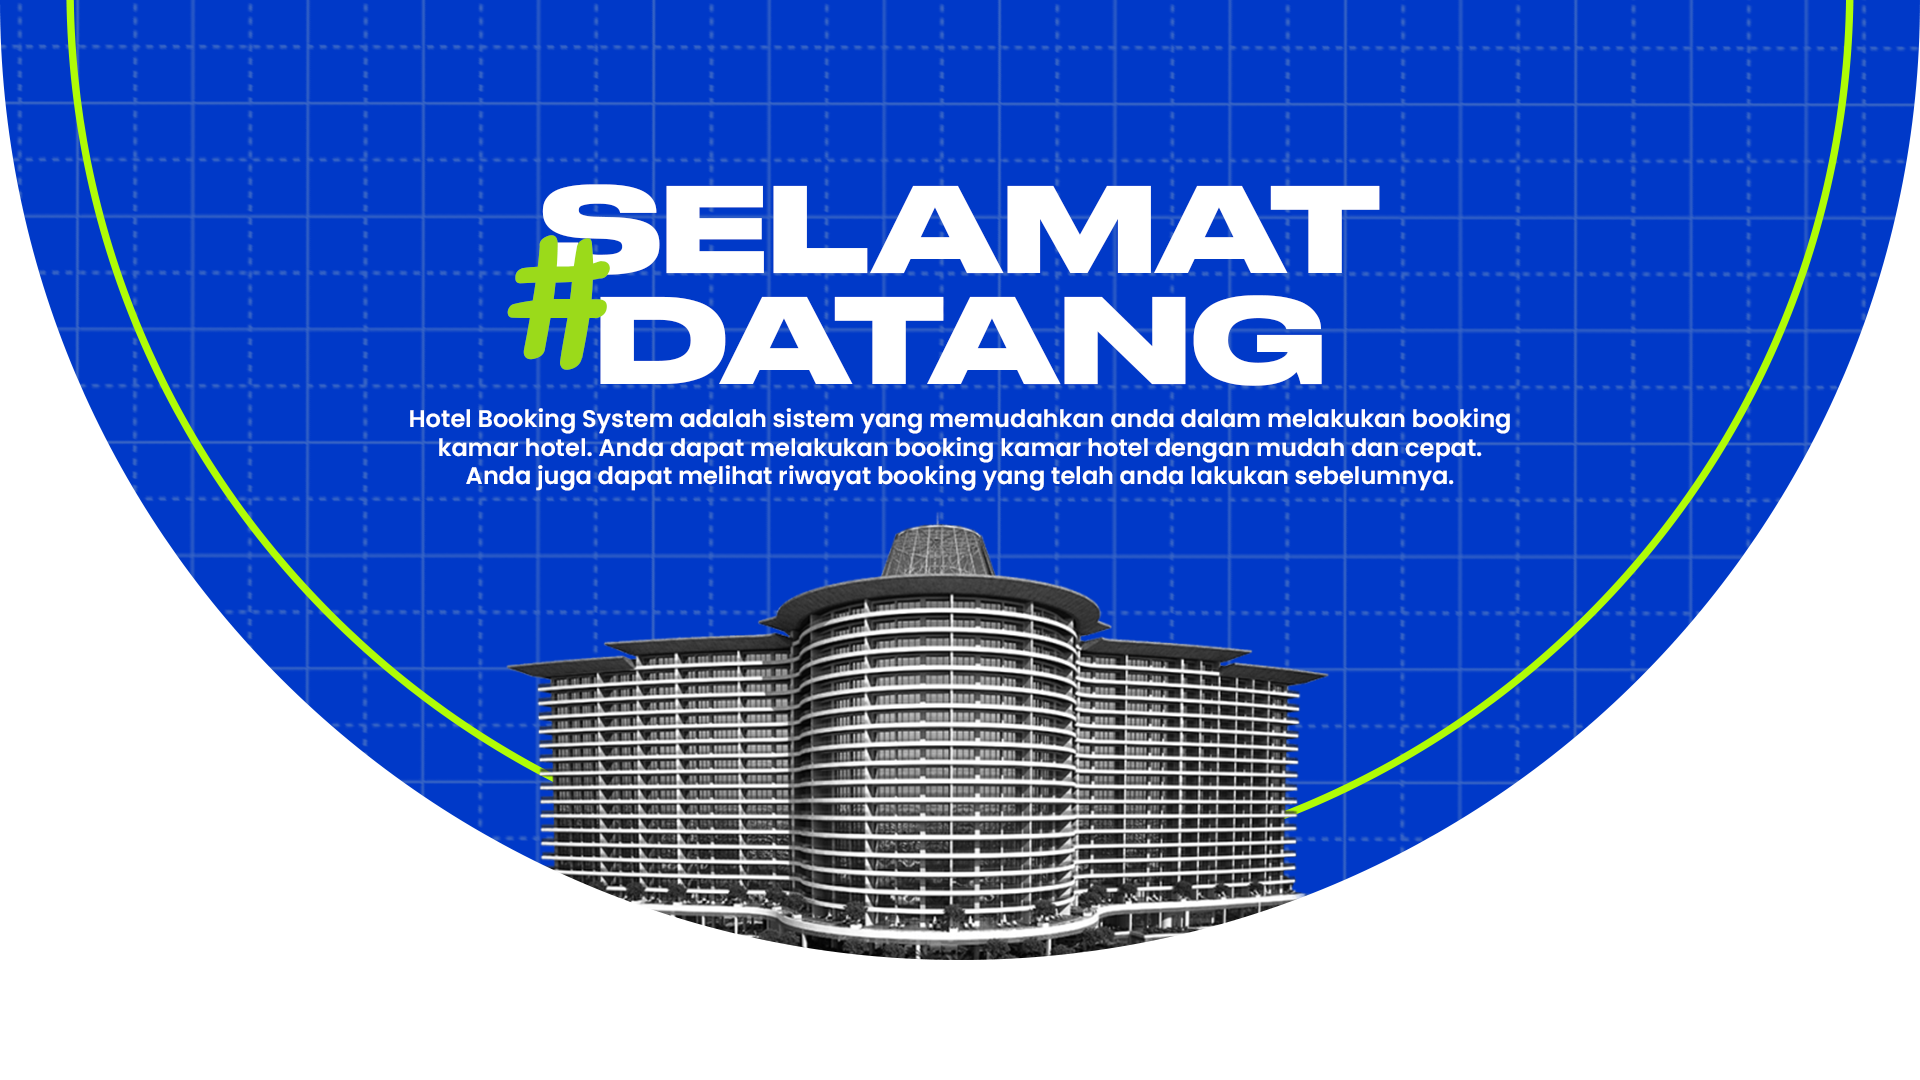 SELAMAT
#DATANG
Hotel Booking System adalah sistem yang memudahkan anda dalam melakukan booking
kamar hotel. Anda dapat melakukan booking kamar hotel dengan mudah dan cepat.
Anda juga dapat melihat riwayat booking yang telah anda lakukan sebelumnya.